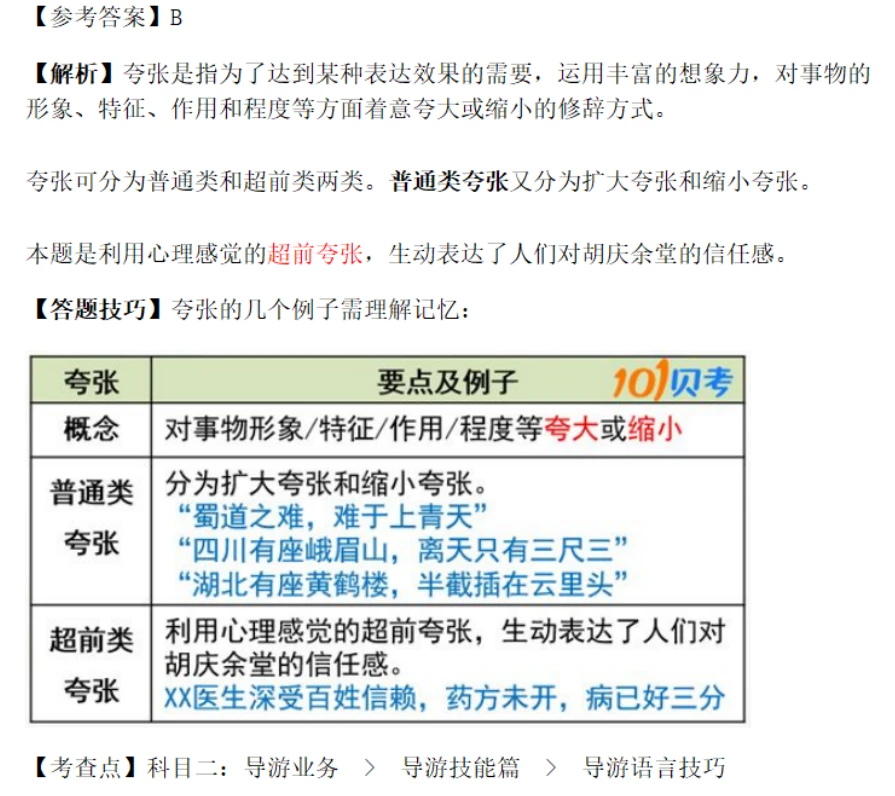 【参考答案】B
【解析】夸张是指为了达到某种表达效果的需要，运用丰富的想象力，对事物的
形象、特征、作用和程度等方面着意夸大或缩小的修辞方式。
夸张可分为普通类和超前类两类。普通类夸张又分为扩大夸张和缩小夸张。
本题是利用心理感觉的超前夸张，生动表达了人们对胡庆余堂的信任感。
【答题技巧】夸张的几个例子需理解记忆：
夸张 要点及例子 101贝考
概念 对事物形象/特征/作用/程度等夸大或缩小
普通类
夸张
分为扩大夸张和缩小夸张。
“蜀道之难，难于上青天”
“四川有座峨眉山，离天只有三尺三”
“湖北有座黄鹤楼，半截插在云里头”
超前类
夸张
利用心理感觉的超前夸张，生动表达了人们对
胡庆余堂的信任感。
XX医生深受百姓信赖，药方未开，病已好三分
【考查点】科目二：导游业务 > 导游技能篇 > 导游语言技巧